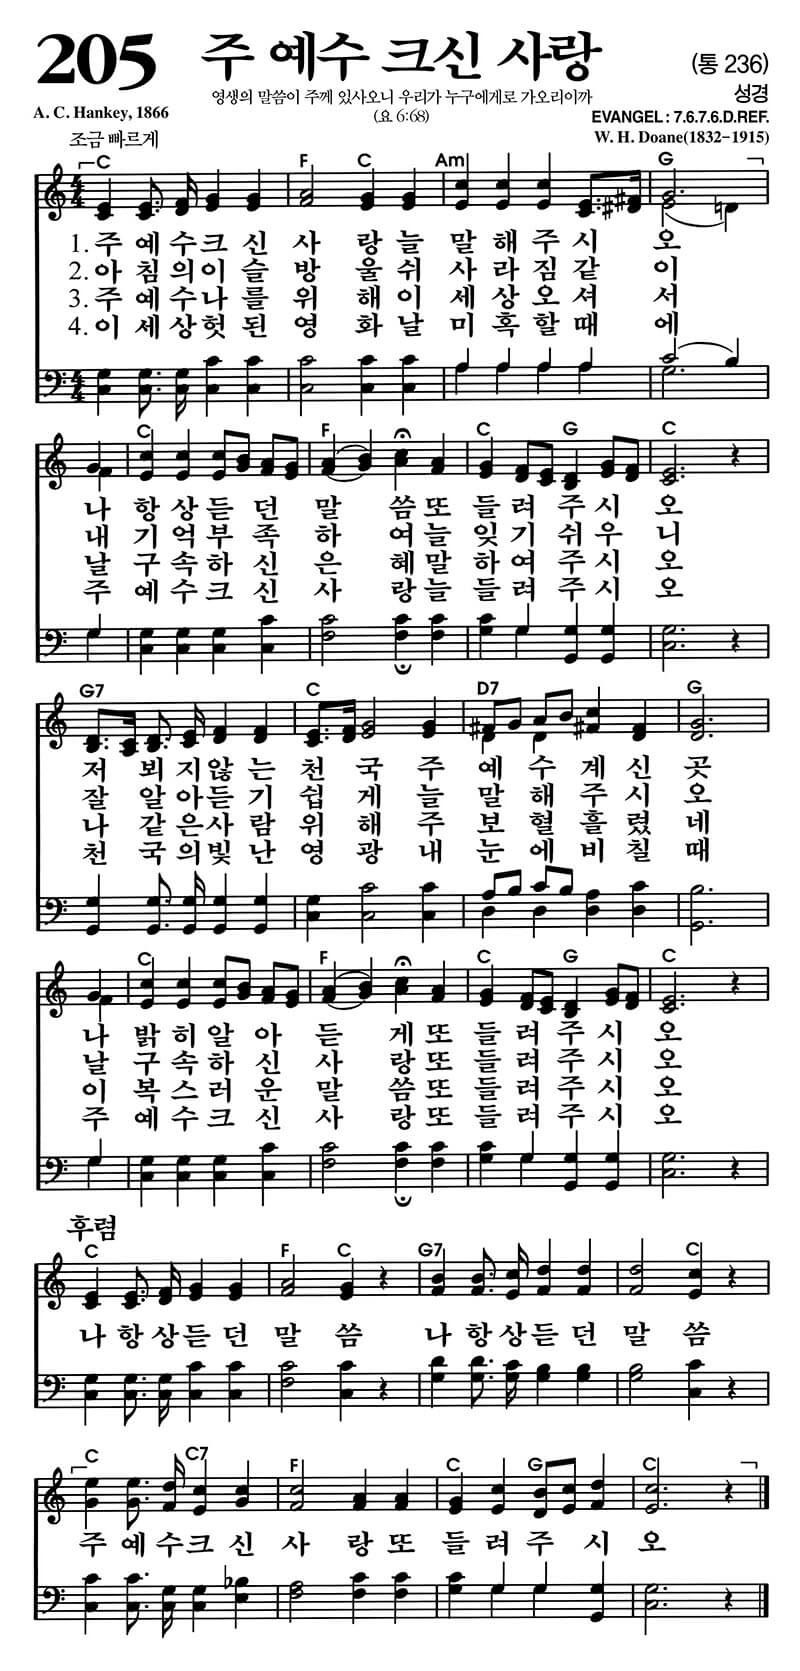 205 주 예수 크신 사랑 (통 236)
영생의 말씀이 주께 있사오니 우리가 누구에게로 가오리이까
(요 6:68)
성경
A. C. Hankey, 1866
EVANGEL : 7.6.7.6.D.REF.
조금 빠르게
W. H. Doane(1832-1915)
C F C Am G
1. 주 예 수 크 신 사 랑 늘 말 해 주 시 오
2. 아 침 의 이 슬 방 울 쉬 사 라 짐 같 이
3. 주 예 수 나 를 위 해 이 세 상 오 셔 서
4. 이 세 상 헛 된 영 화 날 미 혹 할 때 에
C F C G C
나 항 상 듣 던 말 씀 또 들 려 주 시 오
내 기 억 부 족 하 여 늘 잊 기 쉬 우 니
날 구 속 하 신 은 혜 말 하 여 주 시 오
주 예 수 크 신 사 랑 늘 들 려 주 시 오
G7 C D7 G
저 뵈 지 않 는 천 국 주 예 수 계 신 곳
잘 알 아 듣 기 쉽 게 늘 말 해 주 시 오
나 같 은 사 람 위 해 주 보 혈 흘 렸 네
천 국 의 빛 난 영 광 내 눈 에 비 칠 때
C F C G C
나 밝 히 알 아 듣 게 또 들 려 주 시 오
날 구 속 하 신 사 랑 또 들 려 주 시 오
이 복 스 러 운 말 씀 또 들 려 주 시 오
주 예 수 크 신 사 랑 또 들 려 주 시 오
후렴
C F C G7 C
나 항 상 듣 던 말 씀 나 항 상 듣 던 말 씀
C C7 F C G C
주 예 수 크 신 사 랑 또 들 려 주 시 오